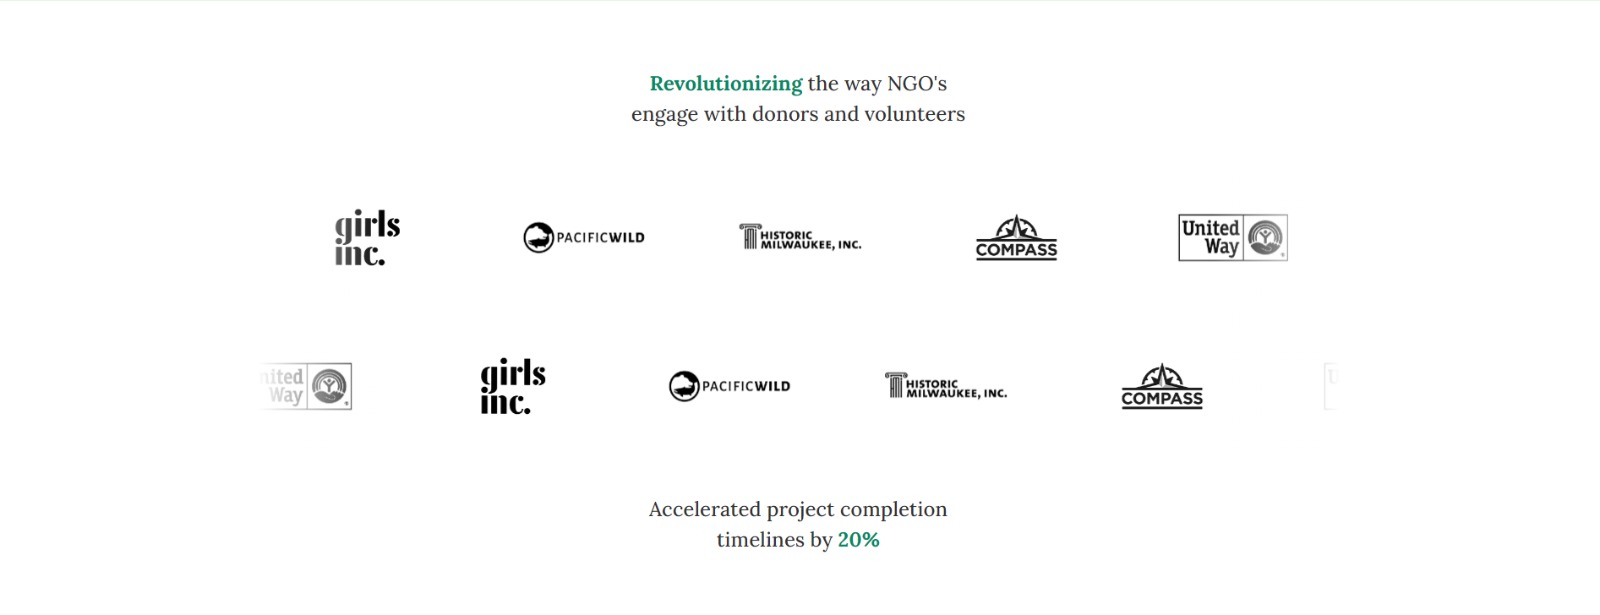 Revolutionizing the way NGO's
engage with donors and volunteers
girls
inc.
PACIFICWILD
HISTORIC
MILWAUKEE, INC.
COMPASS
United
Way
nited
Way
girls
inc.
PACIFICWILD
HISTORIC
MILWAUKEE, INC.
COMPASS
U
Accelerated project completion
timelines by 20%